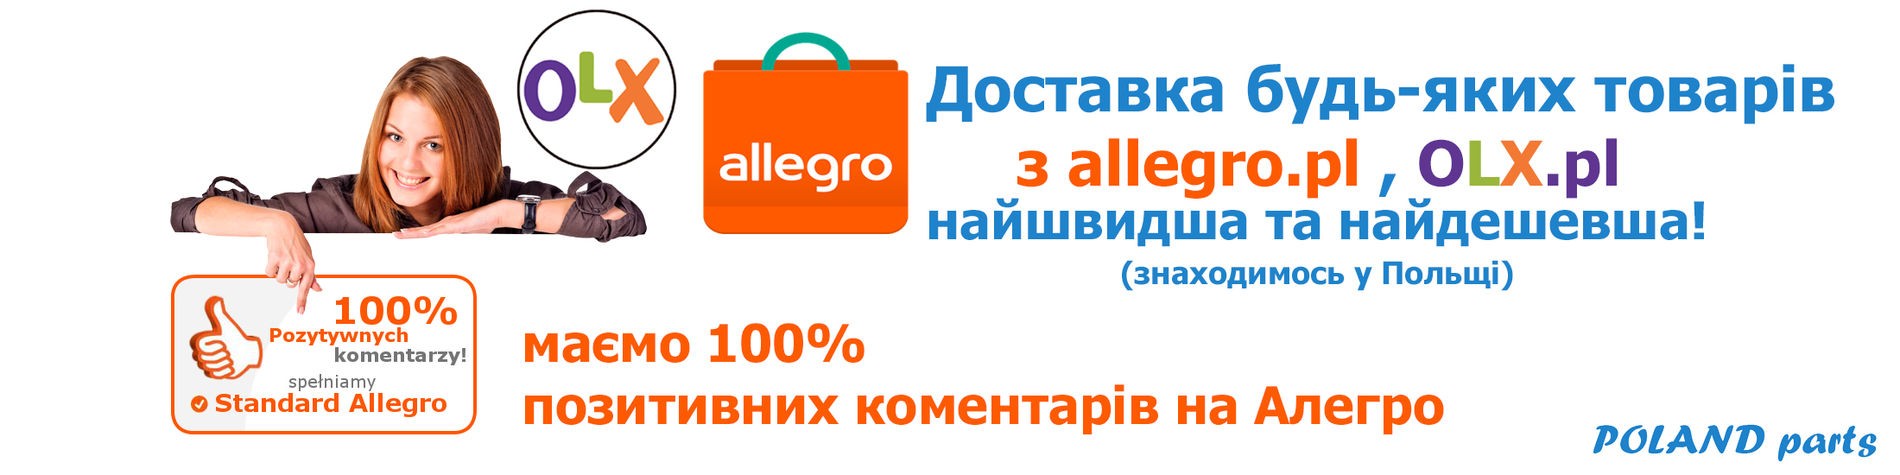 OLX
allegro
Доставка будь-яких товарів
з allegro.pl , OLX.pl
найшвидша та найдешевша!
(знаходимось у Польщі)
100%
Pozytywnych
komentarzy!
spełniamy
Standard Allegro
маємо 100%
позитивних коментарів на Алегро
POLAND parts